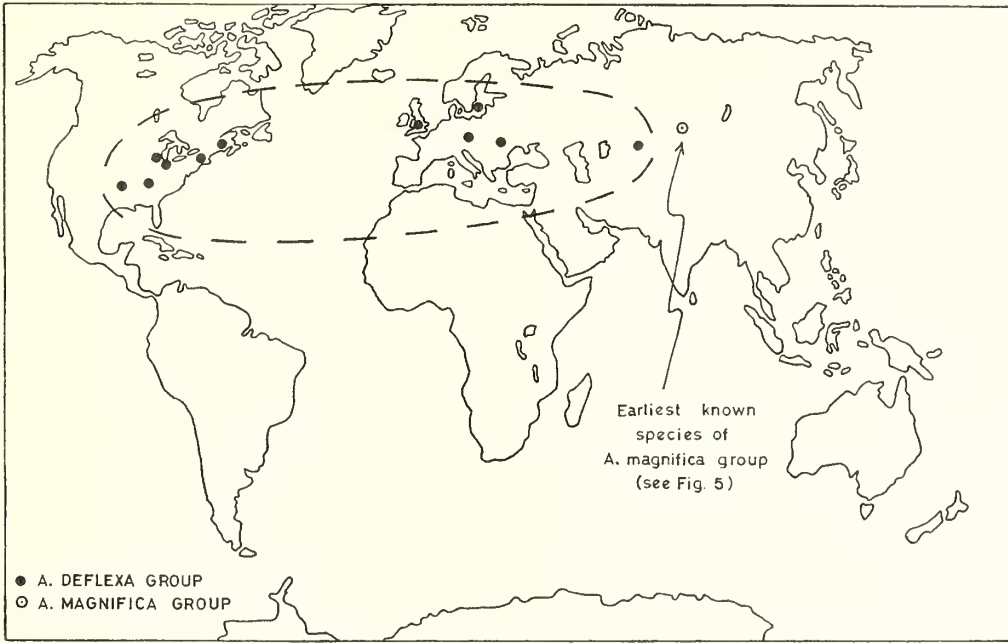 Earliest known
species of
A. magnifica group
(see Fig. 5)
A. DEFLEXA GROUP
A. MAGNIFICA GROUP